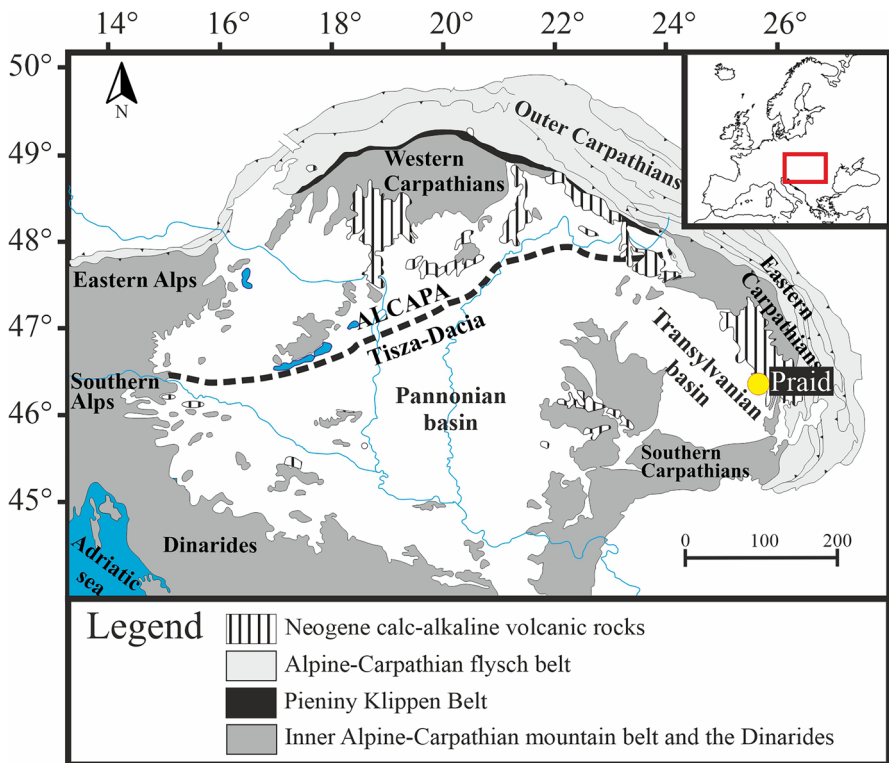 14° 16° 18° 20° 22° 24° 26°
50°
49°
48°
47°
46°
45°
N
Outer Carpathians
Western
Carpathians
Eastern Alps
Eastern
Carpathians
ALCAPA
Tisza-Dacia
Transylvanian
basin
Praid
Southern
Alps
Pannonian
basin
Southern
Carpathians
Dinarides
Adriatic
sea
0 100 200
Legend
Neogene calc-alkaline volcanic rocks
Alpine-Carpathian flysch belt
Pieniny Klippen Belt
Inner Alpine-Carpathian mountain belt and the Dinarides